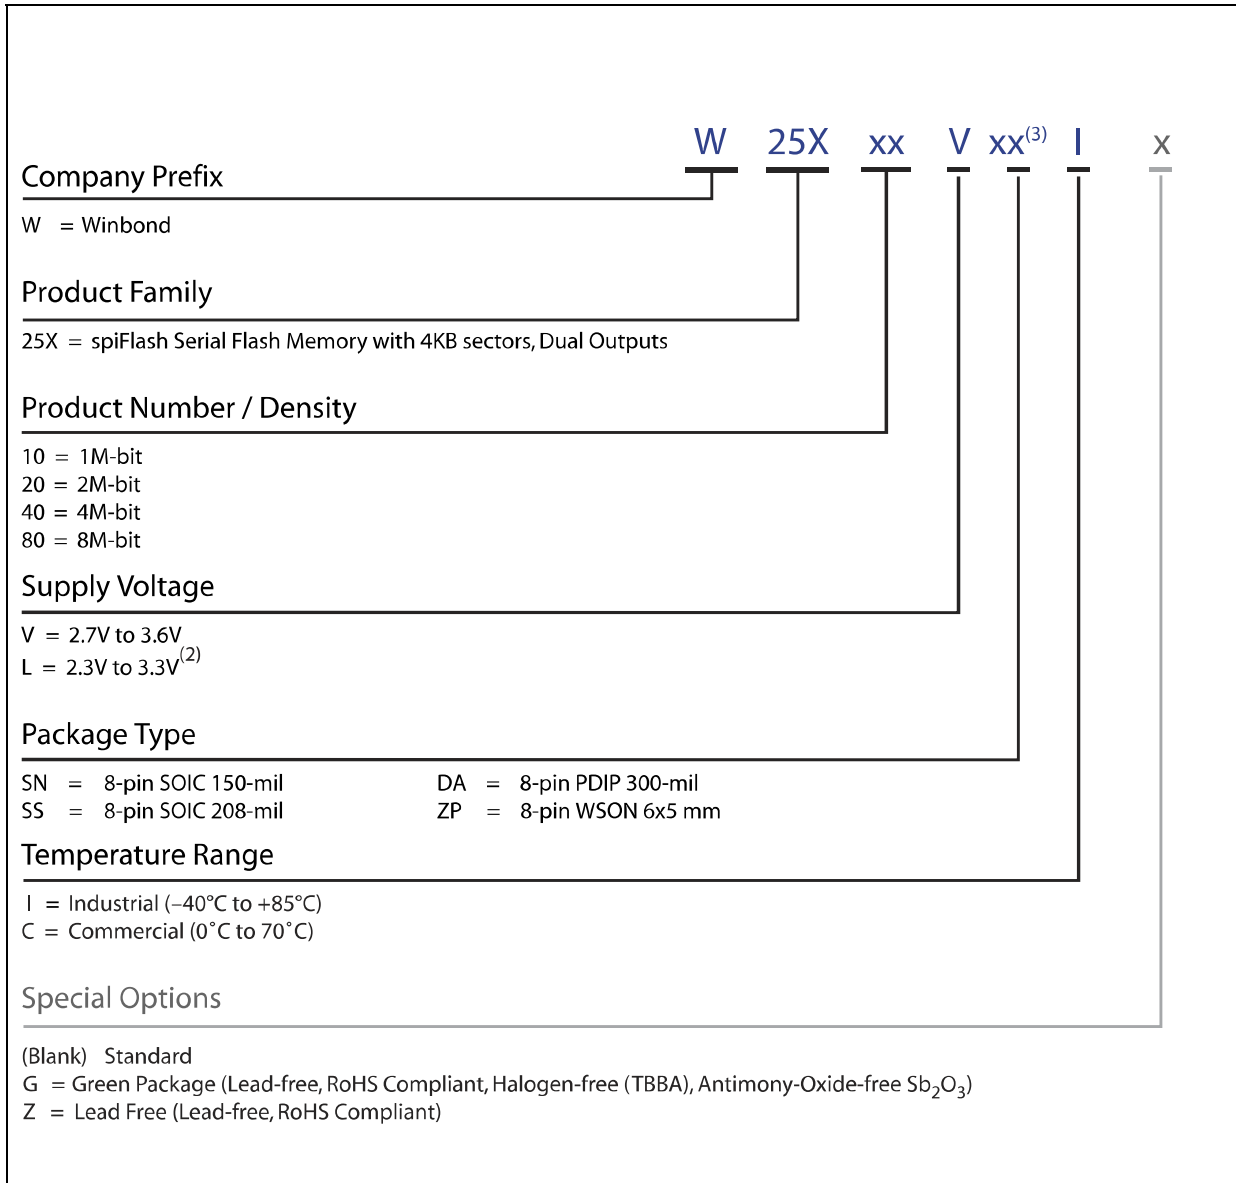 W 25X xx V xx(3) I x
Company Prefix
W = Winbond
Product Family
25X = spiFlash Serial Flash Memory with 4KB sectors, Dual Outputs
Product Number / Density
10 = 1M-bit
20 = 2M-bit
40 = 4M-bit
80 = 8M-bit
Supply Voltage
V = 2.7V to 3.6V
L = 2.3V to 3.3V(2)
Package Type
SN = 8-pin SOIC 150-mil DA = 8-pin PDIP 300-mil
SS = 8-pin SOIC 208-mil ZP = 8-pin WSON 6x5 mm
Temperature Range
I = Industrial (–40°C to +85°C)
C = Commercial (0˚C to 70˚C)
Special Options
(Blank) Standard
G = Green Package (Lead-free, RoHS Compliant, Halogen-free (TBBA), Antimony-Oxide-free Sb2O3)
Z = Lead Free (Lead-free, RoHS Compliant)